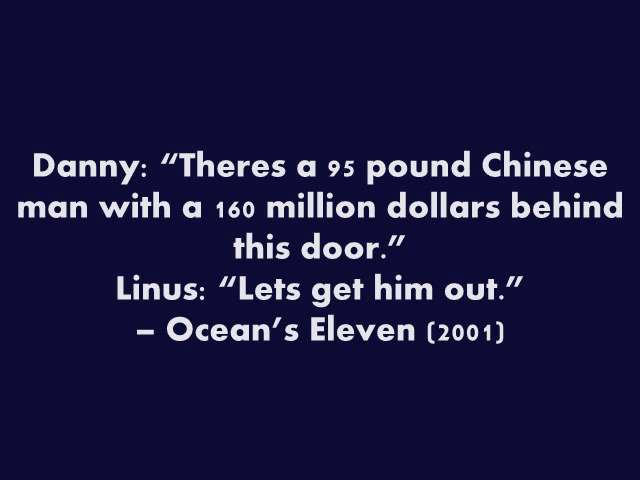 Danny: “Theres a 95 pound Chinese
man with a 160 million dollars behind
this door.”
Linus: “Lets get him out.”
– Ocean’s Eleven (2001)